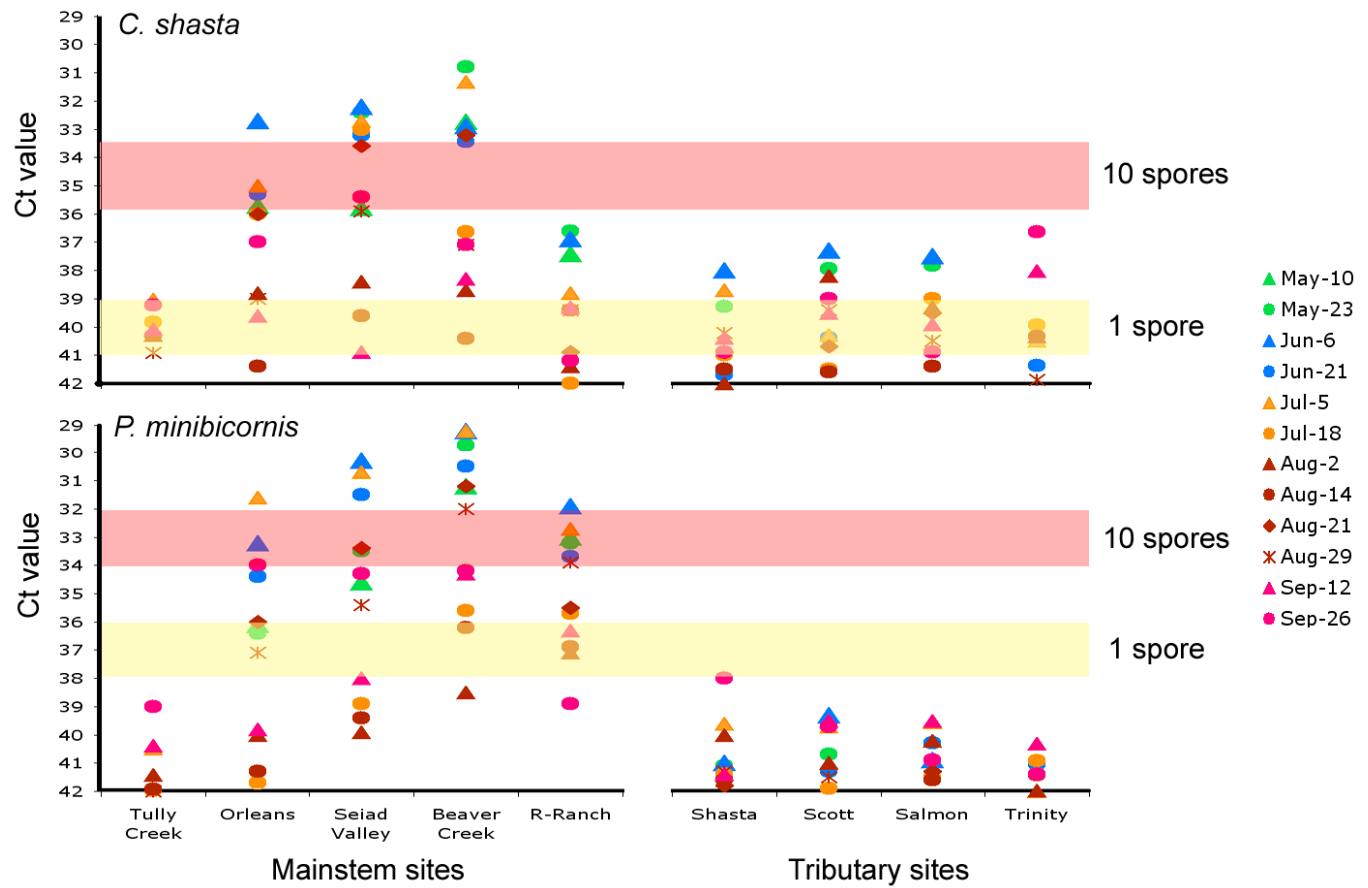 C. shasta
Ct value
29
30
31
32
33
34
35
36
37
38
39
40
41
42
10 spores
1 spore
P. minibicornis
Ct value
29
30
31
32
33
34
35
36
37
38
39
40
41
42
10 spores
1 spore
Tully
Creek
Orleans
Seiad
Valley
Beaver
Creek
R-Ranch
Shasta
Scott
Salmon
Trinity
Mainstem sites
Tributary sites
May-10
May-23
Jun-6
Jun-21
Jul-5
Jul-18
Aug-2
Aug-14
Aug-21
Aug-29
Sep-12
Sep-26